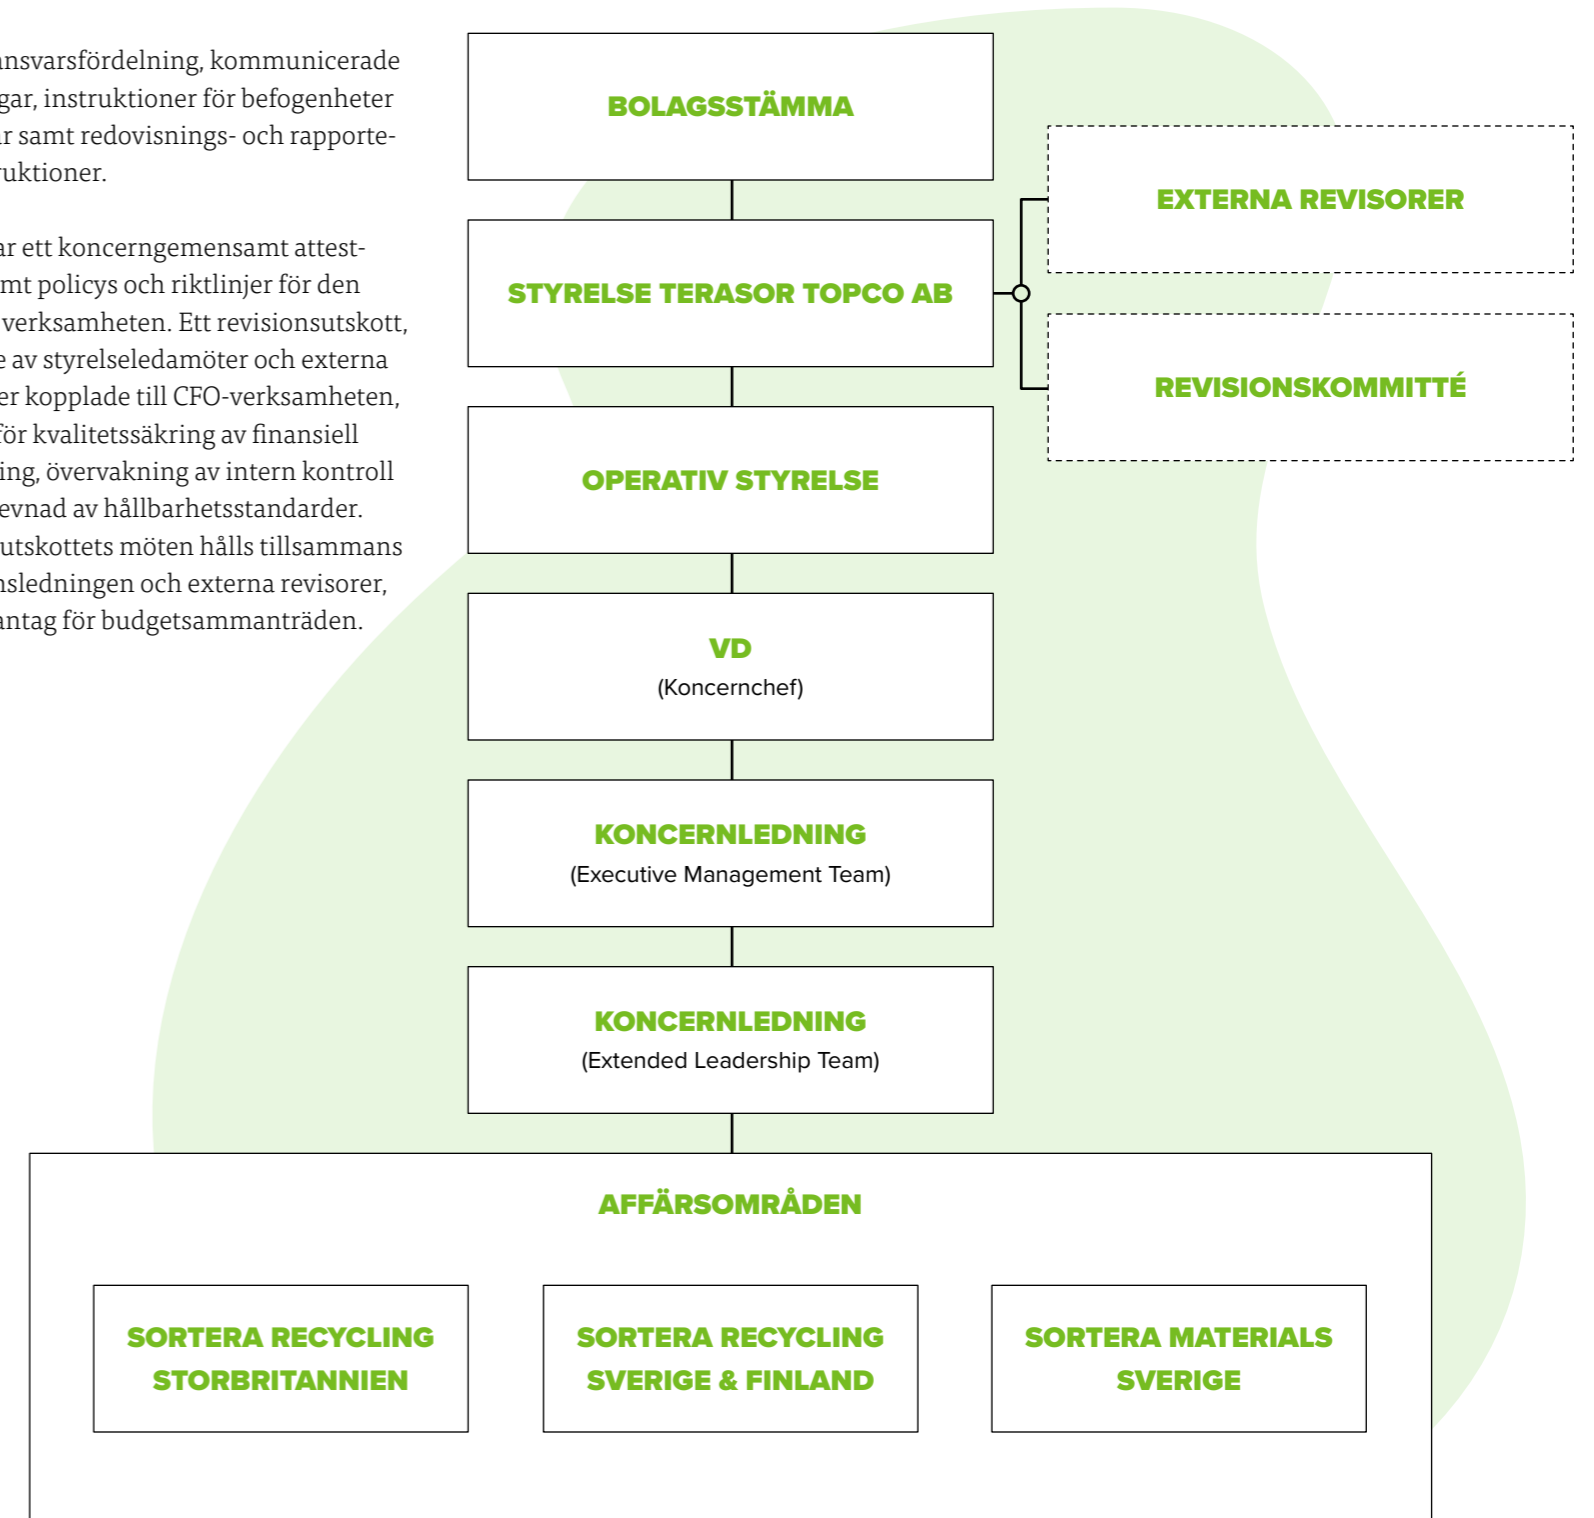 ansvarsfördelning, kommunicerade
gar, instruktioner för befogenheter
ar samt redovisnings- och rapporte-
ruktioner.
ar ett koncerngemensamt attest-
mt policys och riktlinjer för den
verksamheten. Ett revisionsutskott,
e av styrelseledamöter och externa
er kopplade till CFO-verksamheten,
för kvalitetssäkring av finansiell
ing, övervakning av intern kontroll
evnad av hållbarhetsstandarder.
utskottets möten hålls tillsammans
nsledningen och externa revisorer,
antag för budgetsammanträden.
BOLAGSSTÄMMA
STYRELSE TERASOR TOPCO AB
EXTERNA REVISORER
REVISIONSKOMMITTÉ
OPERATIV STYRELSE
VD
(Koncernchef)
KONCERNLEDNING
(Executive Management Team)
KONCERNLEDNING
(Extended Leadership Team)
AFFÄRSOMRÅDEN
SORTERA RECYCLING
STORBRITANNIEN
SORTERA RECYCLING
SVERIGE & FINLAND
SORTERA MATERIALS
SVERIGE